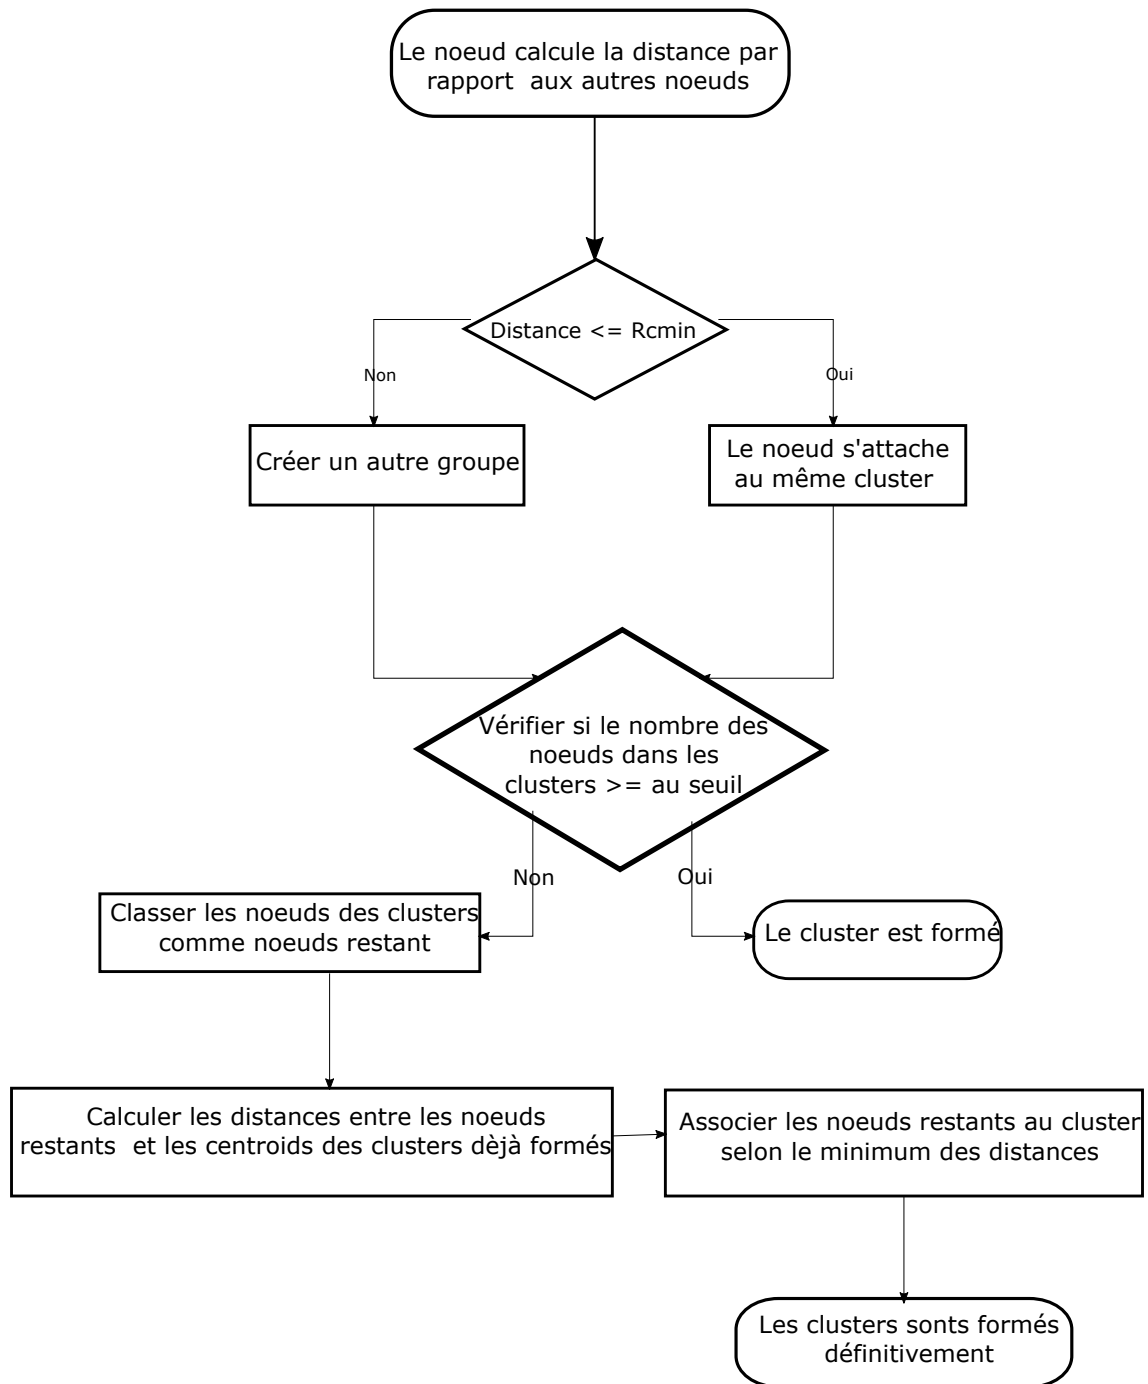 Le noeud calcule la distance par
rapport aux autres noeuds
Distance <= Rcmin
Non
Oui
Créer un autre groupe
Le noeud s'attache
au même cluster
Vérifier si le nombre des
noeuds dans les
clusters >= au seuil
Non
Oui
Classer les noeuds des clusters
comme noeuds restant
Le cluster est formé
Calculer les distances entre les noeuds
restants et les centroids des clusters dèjà formés
Associer les noeuds restants au cluster
selon le minimum des distances
Les clusters sonts formés
définitivement